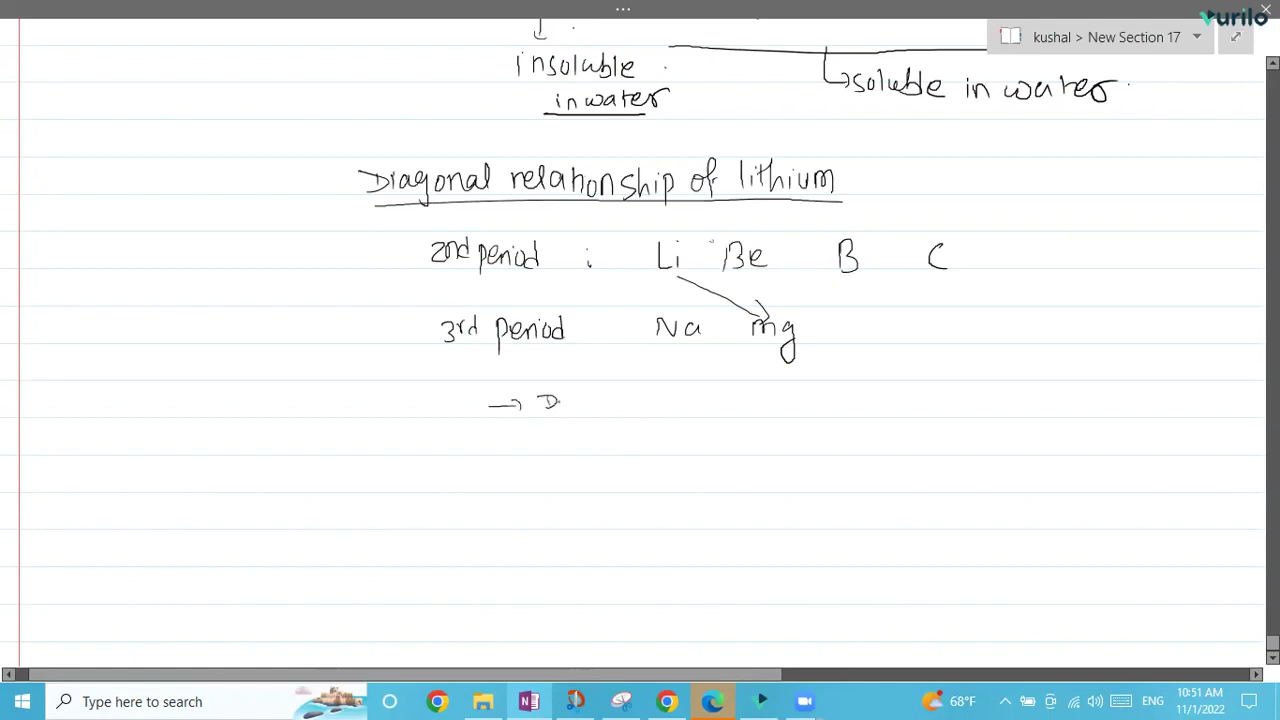 ...
vurilo
kushal > New Section 17
insoluble
in water
soluble in water
Diagonal relationship of lithium
2nd period : Li Be B C
3rd period Na mg
→ D
Type here to search
68°F
ENG
10:51 AM
11/1/2022